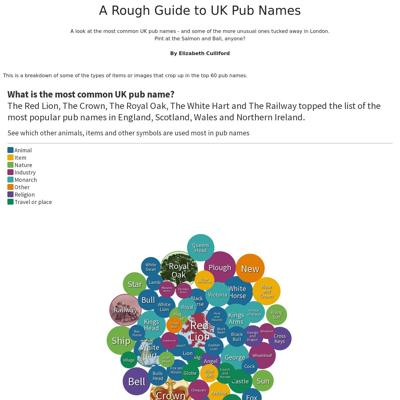 A Rough Guide to UK Pub Names
A look at the most common UK pub names - and some of the more unusual ones tucked away in London.
Pint at the Salmon and Ball, anyone?
By Elizabeth Culliford
This is a breakdown of some of the types of items or images that crop up in the top 60 pub names.
What is the most common UK pub name?
The Red Lion, The Crown, The Royal Oak, The White Hart and The Railway topped the list of the
most popular pub names in England, Scotland, Wales and Northern Ireland.
See which other animals, items and other symbols are used most in pub names
Animal
Item
Nature
Industry
Monarch
Other
Religion
Travel or place
Queens
Head
White
Swan
Royal
Oak
Plough
New
Star
Lamb
Victoria
White
Horse
Bull
White
Lion
Black
Horse
Railway
Royal
Kings
Head
Red
Lion
Kings
Arms
Cross
Keys
Ship
White
Hart
Lion
Black
Bull
George
Wheatsheaf
Village
Angel
Cock
Bell
Bulls
Head
Globe
Castle
Sun
Crown
Fox